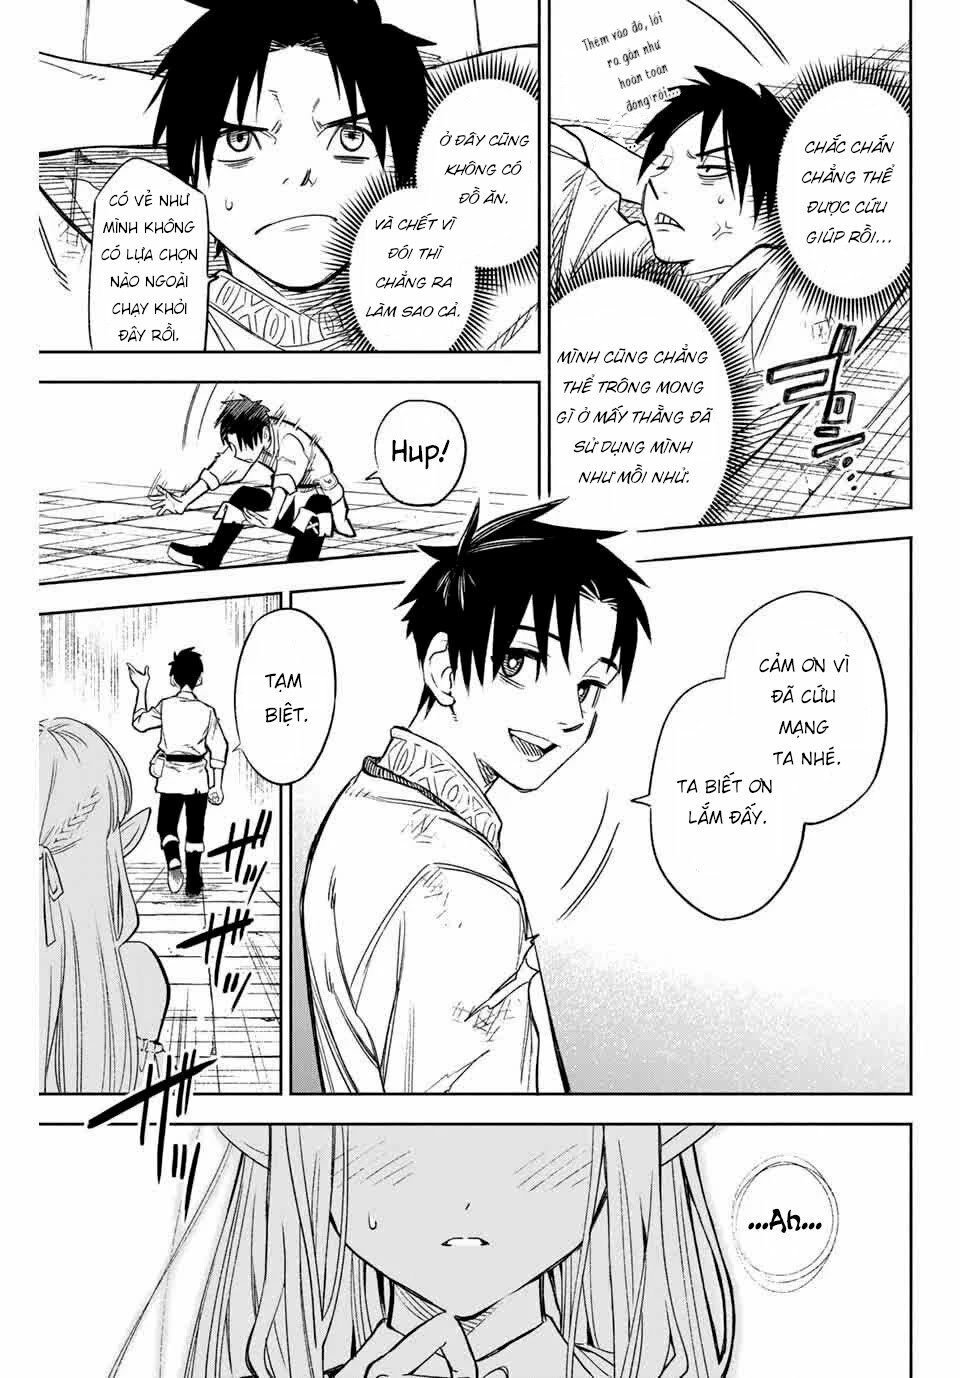 Thêm vào đó, lối
ra gần như
hoàn toàn
đóng rồi...
CHẮC CHẮN
CHẲNG THỂ
ĐƯỢC CỨU
GIÚP RỒI...
MÌNH CŨNG CHẲNG
THỂ TRÔNG MONG
GÌ Ở MẤY THẰNG ĐÃ
SỬ DỤNG MÌNH
NHƯ MỒI NHỬ.
Ở ĐÂY CŨNG
KHÔNG CÓ
ĐỒ ĂN.
VÀ CHẾT VÌ
ĐÓI THÌ
CHẲNG RA
LÀM SAO CẢ.
CÓ VẺ NHƯ
MÌNH KHÔNG
CÓ LỰA CHỌN
NÀO NGOÀI
CHẠY KHỎI
ĐÂY RỒI.
Hup!
CẢM ƠN VÌ
ĐÃ CỨU
MẠNG
TA NHÉ.
TA BIẾT ƠN
LẮM ĐẤY.
TẠM
BIỆT.
...Ah...